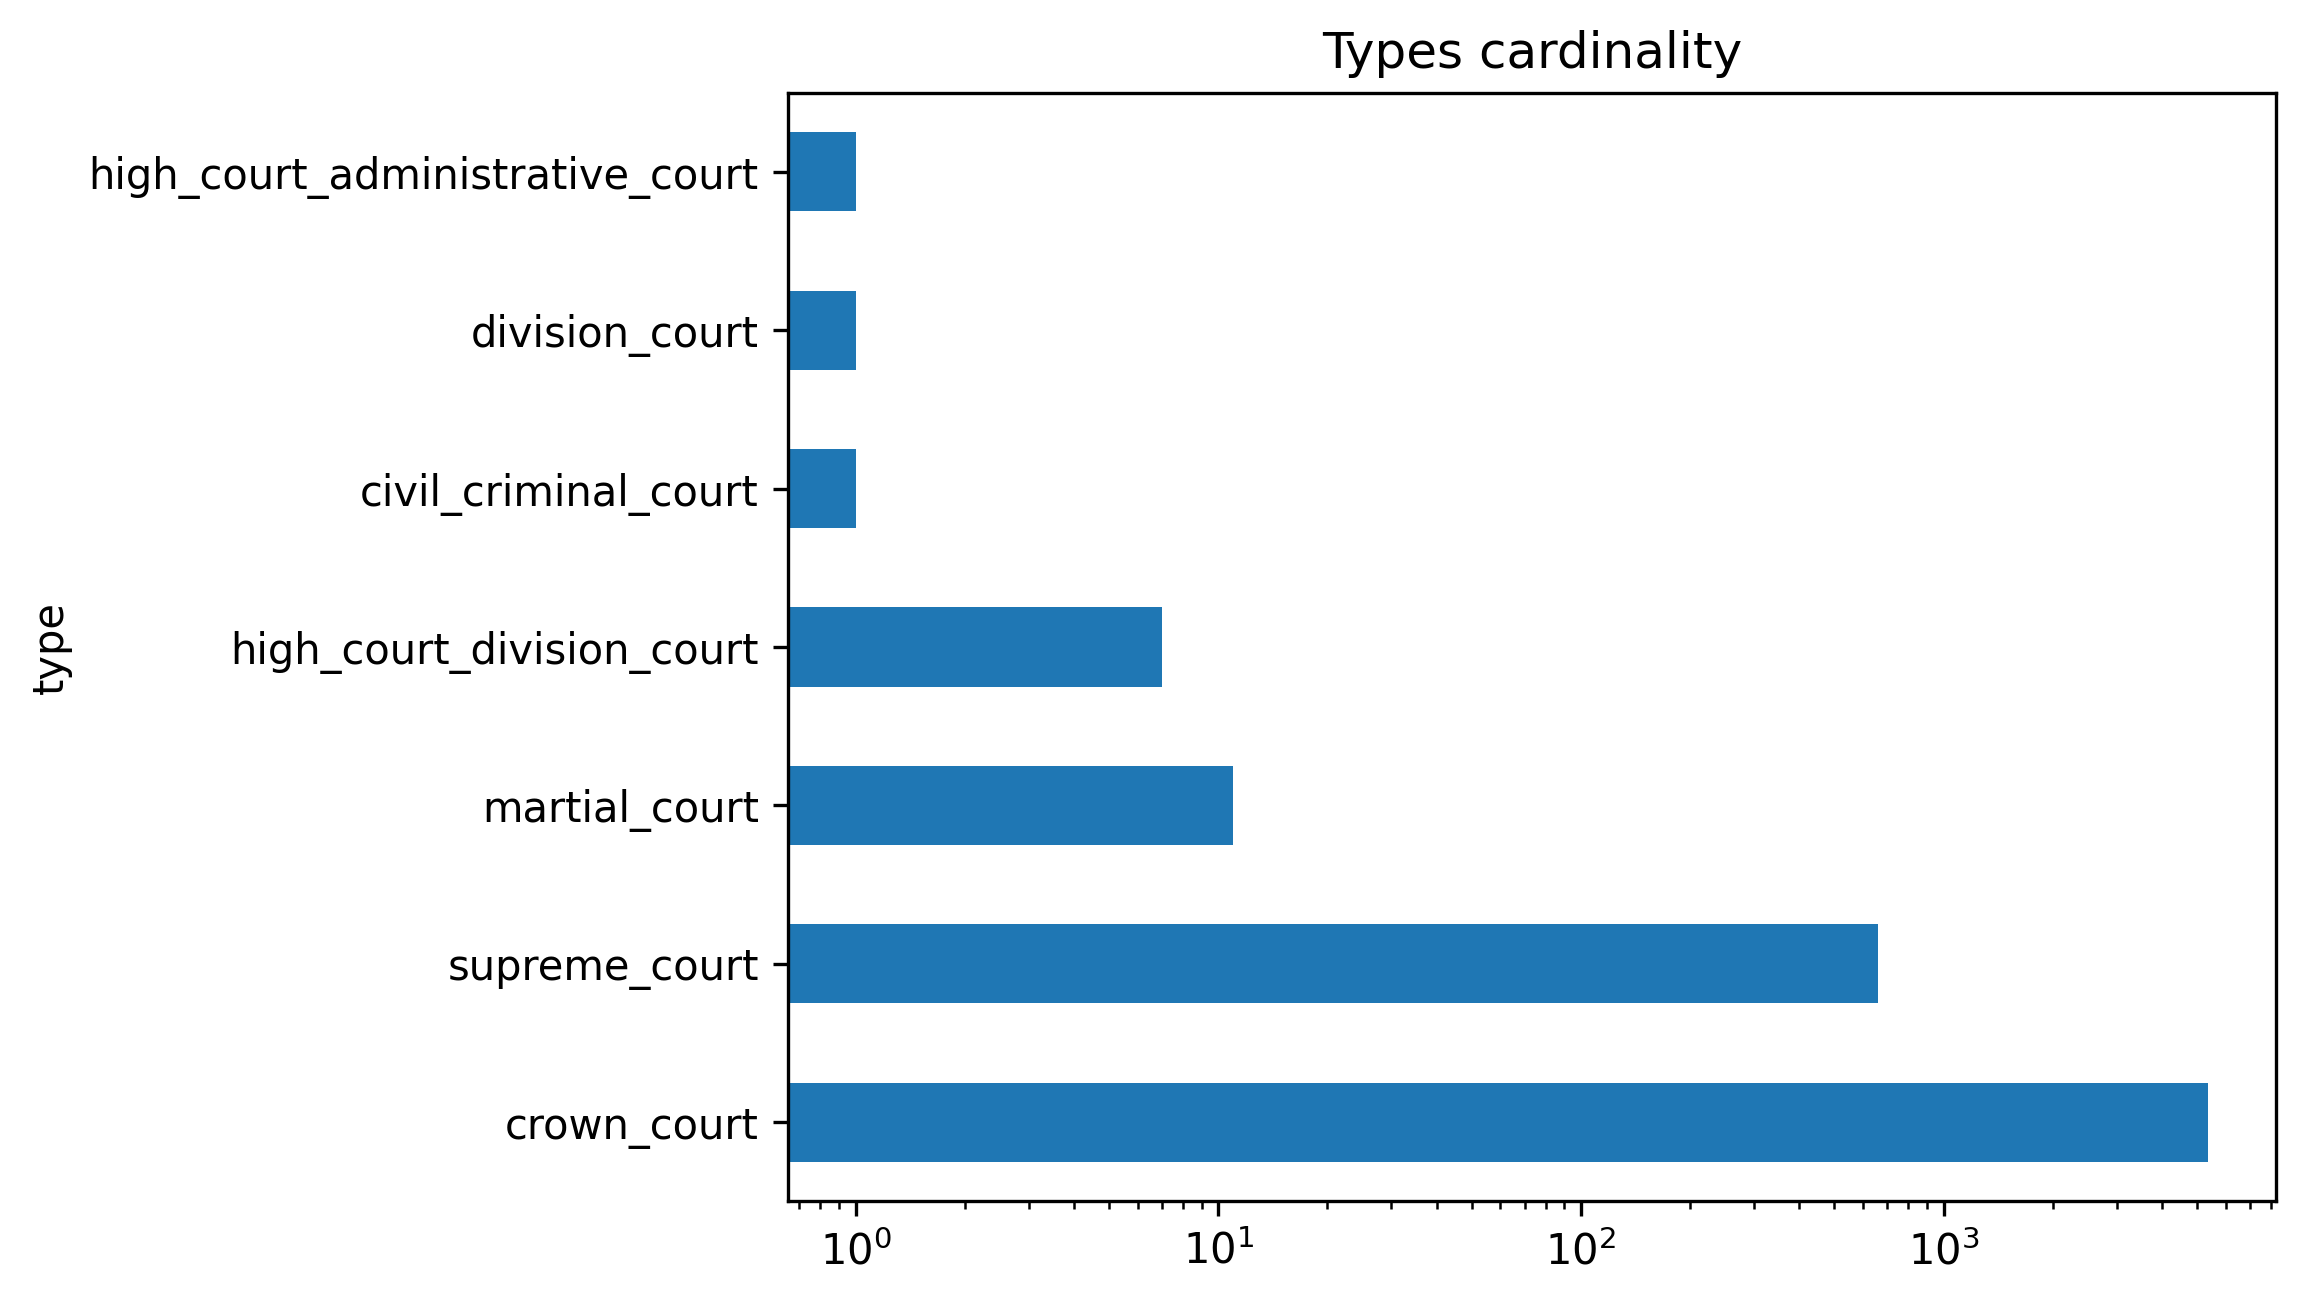 Types cardinality
high_court_administrative_court
division_court
civil_criminal_court
high_court_division_court
martial_court
supreme_court
crown_court
type
10⁰ 10¹ 10² 10³